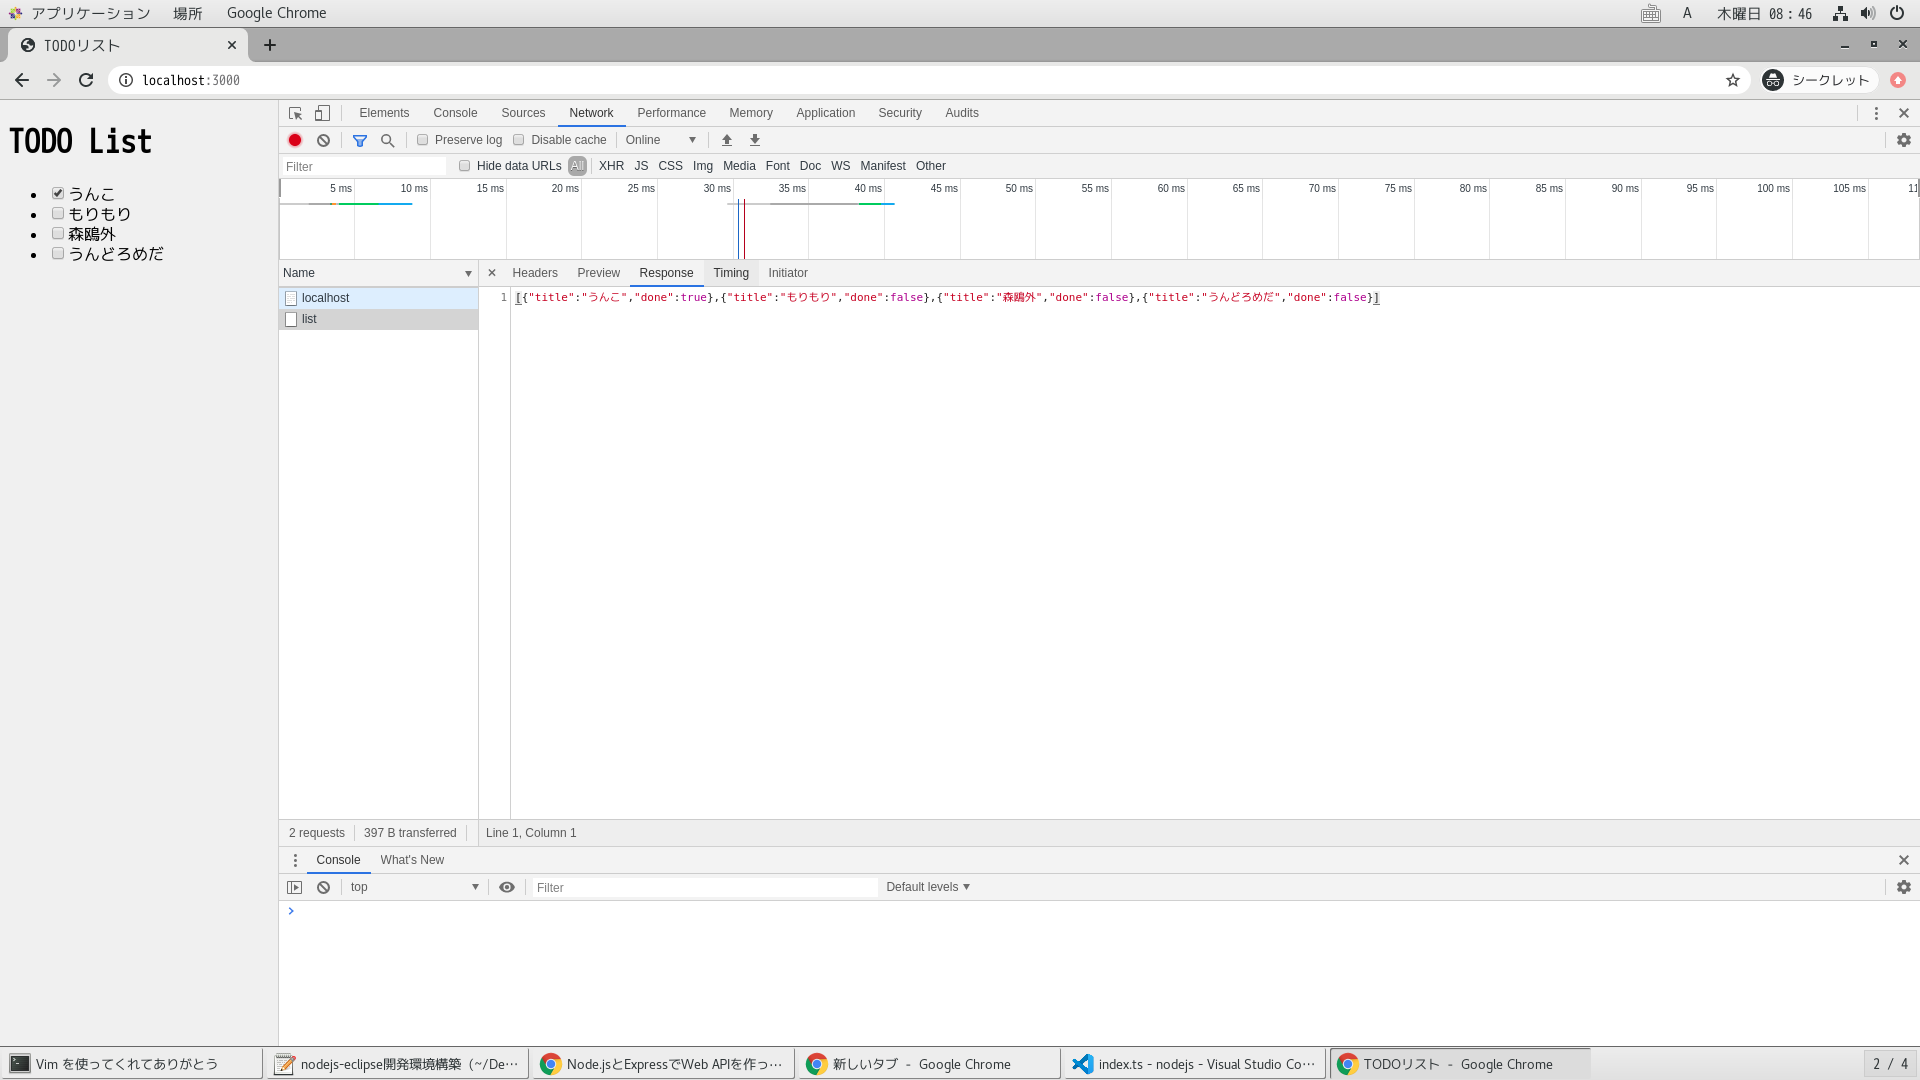 アプリケーション 場所 Google Chrome A 木曜日 08：46
TODOリスト
localhost:3000 シークレット
TODO List
うんこ
もりもり
森鴎外
うんどろめだ
Elements Console Sources Network Performance Memory Application Security Audits
Preserve log Disable cache Online
Filter Hide data URLs All XHR JS CSS Img Media Font Doc WS Manifest Other
5 ms 10 ms 15 ms 20 ms 25 ms 30 ms 35 ms 40 ms 45 ms 50 ms 55 ms 60 ms 65 ms 70 ms 75 ms 80 ms 85 ms 90 ms 95 ms 100 ms 105 ms 11
Name Headers Preview Response Timing Initiator
localhost
list
1 [{"title":"うんこ","done":true},{"title":"もりもり","done":false},{"title":"森鴎外","done":false},{"title":"うんどろめだ","done":false}]
2 requests 397 B transferred Line 1, Column 1
Console What's New
top Filter Default levels
Vim を使ってくれてありがとう nodejs-eclipse開発環境構築（~/De… Node.jsとExpressでWeb APIを作っ… 新しいタブ - Google Chrome index.ts - nodejs - Visual Studio Co… TODOリスト - Google Chrome 2 / 4